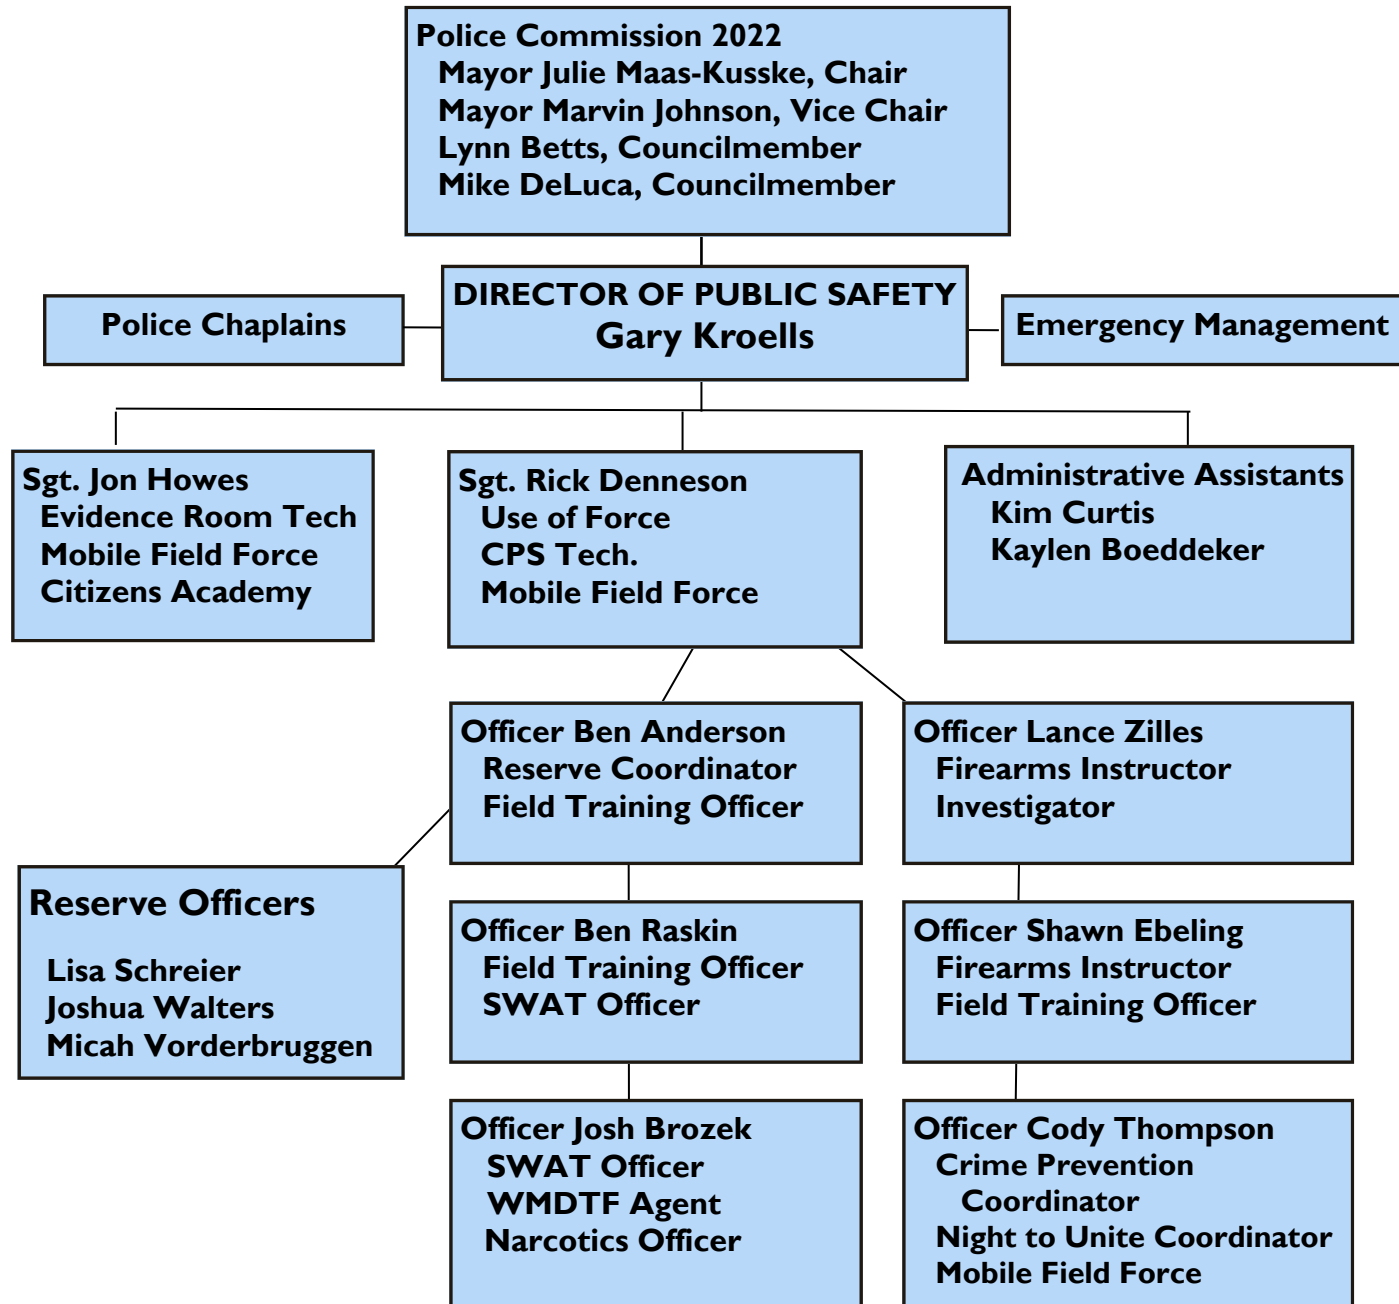 Police Commission 2022
Mayor Julie Maas-Kusske, Chair
Mayor Marvin Johnson, Vice Chair
Lynn Betts, Councilmember
Mike DeLuca, Councilmember
DIRECTOR OF PUBLIC SAFETY
Gary Kroells
Police Chaplains
Emergency Management
Sgt. Jon Howes
Evidence Room Tech
Mobile Field Force
Citizens Academy
Sgt. Rick Denneson
Use of Force
CPS Tech.
Mobile Field Force
Administrative Assistants
Kim Curtis
Kaylen Boeddeker
Officer Ben Anderson
Reserve Coordinator
Field Training Officer
Officer Lance Zilles
Firearms Instructor
Investigator
Reserve Officers
Lisa Schreier
Joshua Walters
Micah Vorderbruggen
Officer Ben Raskin
Field Training Officer
SWAT Officer
Officer Shawn Ebeling
Firearms Instructor
Field Training Officer
Officer Josh Brozek
SWAT Officer
WMDTF Agent
Narcotics Officer
Officer Cody Thompson
Crime Prevention
Coordinator
Night to Unite Coordinator
Mobile Field Force